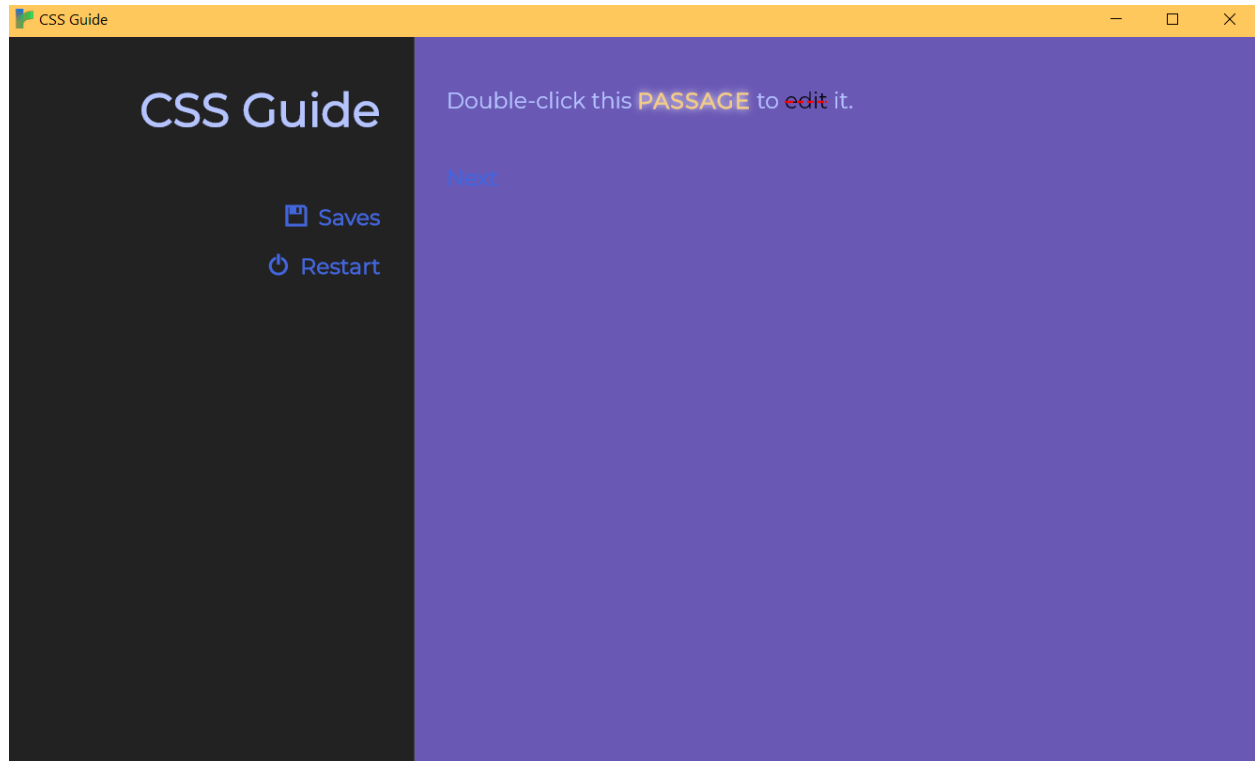 CSS Guide
CSS Guide
Saves
Restart
Double-click this PASSAGE to edit it.
Next